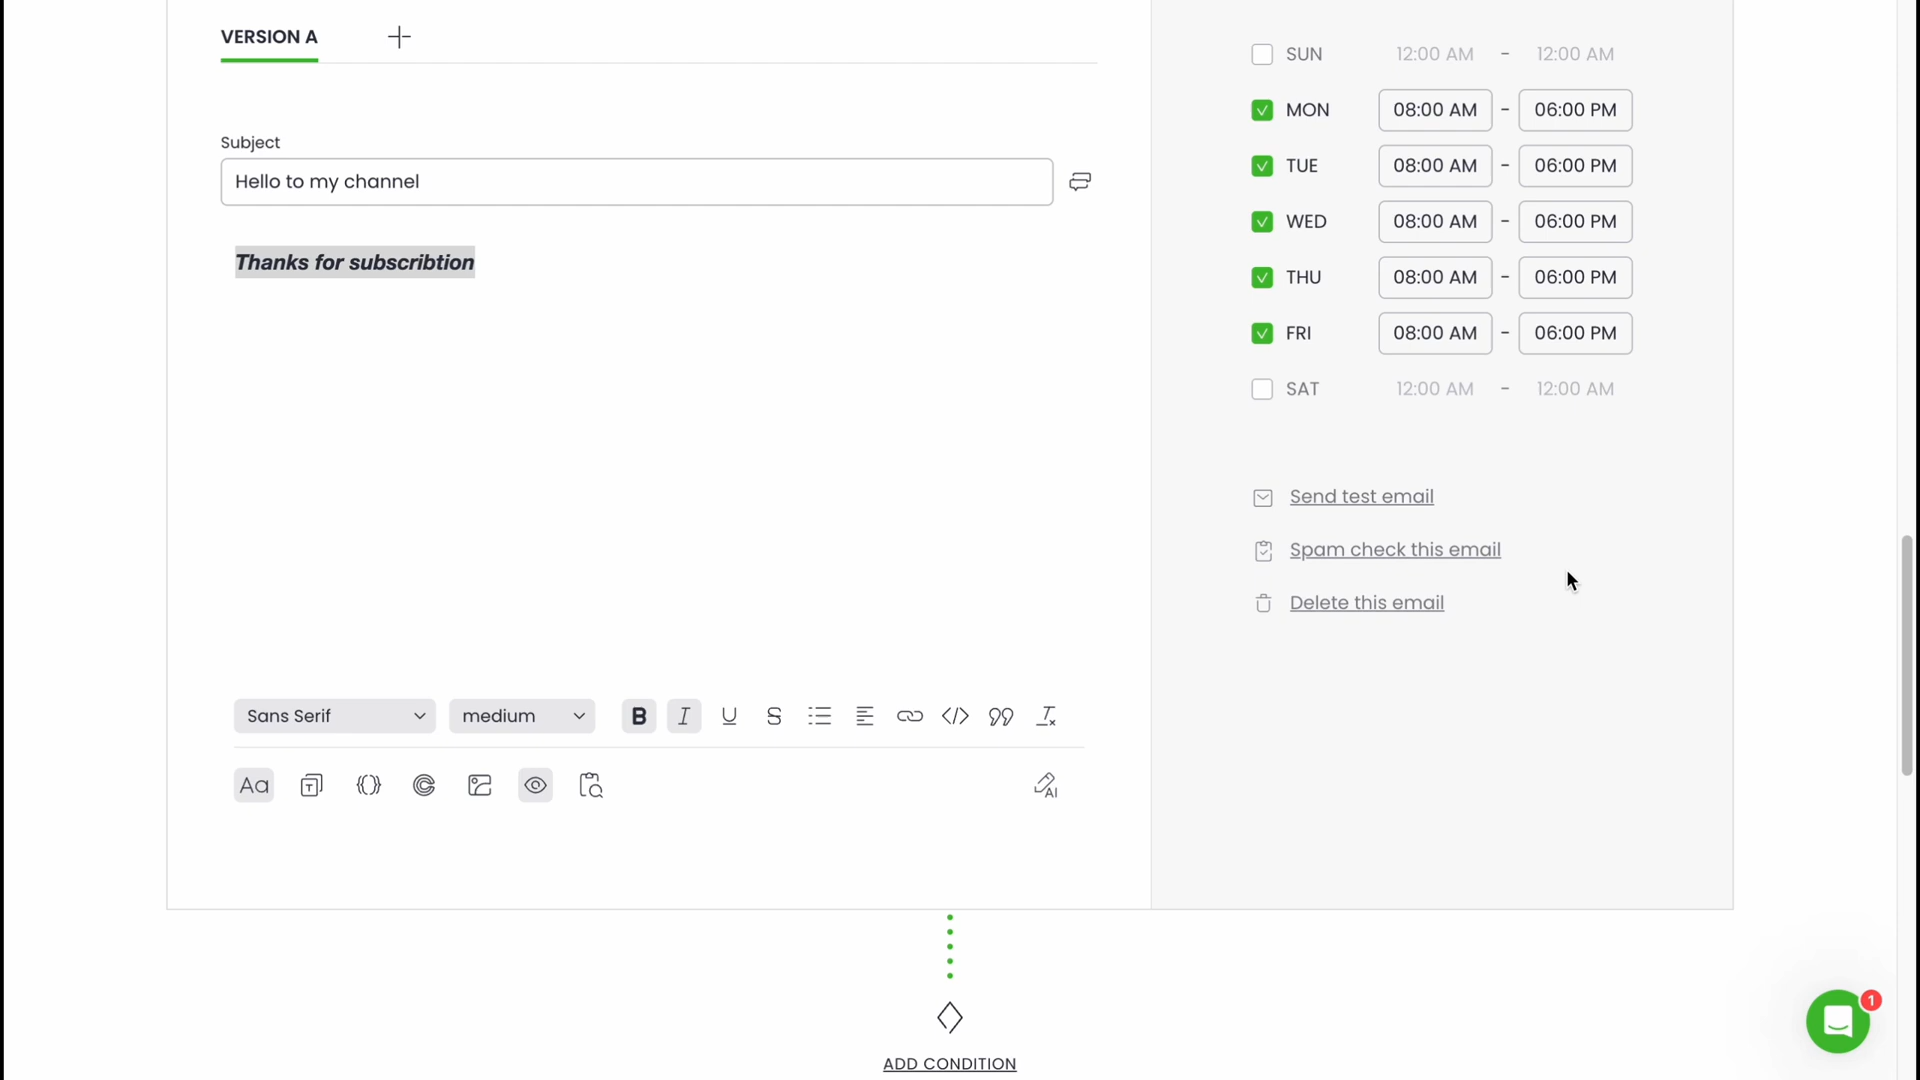 VERSION A
Subject
Hello to my channel
Thanks for subscribtion
Sans Serif
medium
B I U S
Aa
T
AI
SUN 12:00 AM - 12:00 AM
MON 08:00 AM - 06:00 PM
TUE 08:00 AM - 06:00 PM
WED 08:00 AM - 06:00 PM
THU 08:00 AM - 06:00 PM
FRI 08:00 AM - 06:00 PM
SAT 12:00 AM - 12:00 AM
Send test email
Spam check this email
Delete this email
ADD CONDITION
1